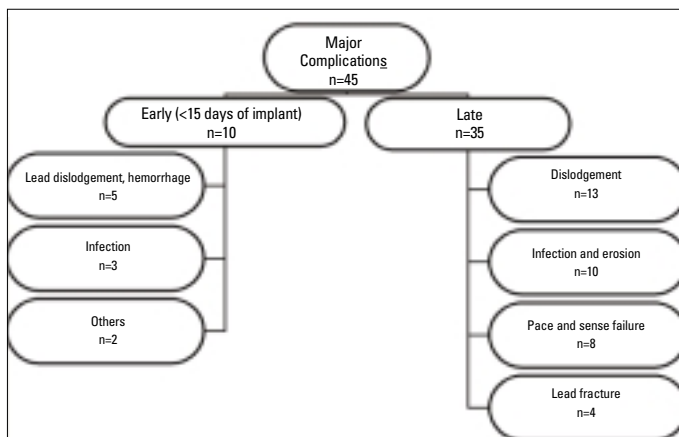 Major
Complications
n=45
Early (<15 days of implant)
n=10
Late
n=35
Lead dislodgement, hemorrhage
n=5
Infection
n=3
Others
n=2
Dislodgement
n=13
Infection and erosion
n=10
Pace and sense failure
n=8
Lead fracture
n=4